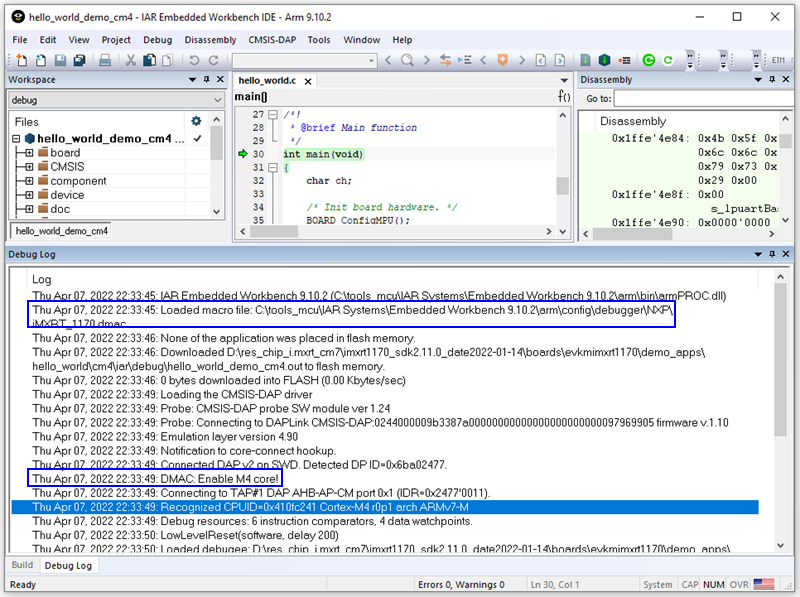 hello_world_demo_cm4 - IAR Embedded Workbench IDE - Arm 9.10.2
File Edit View Project Debug Disassembly CMSIS-DAP Tools Window Help
ETM
Workspace
debug
Files
hello_world_demo_cm4 ...
board
CMSIS
component
device
doc
hello_world_demo_cm4
hello_world.c
main()
f()
27 /*!
28 * @brief Main function
29 */
30 int main(void)
31 {
32 char ch;
33
34 /* Init board hardware. */
35 BOARD_ConfigMPU();
Disassembly
Go to:
Disassembly
0x1ffe'4e84: 4b 5f 0x
0x6c 0x6c 0x
0x79 0x73 0x
0x29 0x00
0x1ffe'4e8f: 0x00
s_lpuartBa
0x1ffe'4e90: 0x0000'0000
Debug Log
Log
Thu Apr 07, 2022 22:33:45: IAR Embedded Workbench 9.10.2 (C:\tools_mcu\IAR Systems\Embedded Workbench 9.10.2\arm\bin\armPROC.dll)
Thu Apr 07, 2022 22:33:45: Loaded macro file: C:\tools_mcu\IAR Systems\Embedded Workbench 9.10.2\arm\config\debugger\NXP\
iMXRT_1170.dmac
Thu Apr 07, 2022 22:33:46: None of the application was placed in flash memory.
Thu Apr 07, 2022 22:33:46: Downloaded D:\res_chip_i.mxrt_cm7\imxrt1170_sdk2.11.0_date2022-01-14\boards\evkmimxrt1170\demo_apps\
hello_world\cm4\iar\debug\hello_world_demo_cm4.out to flash memory.
Thu Apr 07, 2022 22:33:46: 0 bytes downloaded into FLASH (0.00 Kbytes/sec)
Thu Apr 07, 2022 22:33:49: Loading the CMSIS-DAP driver
Thu Apr 07, 2022 22:33:49: Probe: CMSIS-DAP probe SW module ver 1.24
Thu Apr 07, 2022 22:33:49: Probe: Connecting to DAPLink CMSIS-DAP:0244000009b3387a00000000000000000000000097969905 firmware v.1.10
Thu Apr 07, 2022 22:33:49: Emulation layer version 4.90
Thu Apr 07, 2022 22:33:49: Notification to core-connect hookup.
Thu Apr 07, 2022 22:33:49: Connected DAP v2 on SWD. Detected DP ID=0x6ba02477.
Thu Apr 07, 2022 22:33:49: DMAC: Enable M4 core!
Thu Apr 07, 2022 22:33:49: Connecting to TAP#1 DAP AHB-AP-CM port 0x1 (IDR=0x2477'0011).
Thu Apr 07, 2022 22:33:49: Recognized CPUID=0x410fc241 Cortex-M4 r0p1 arch ARMv7-M
Thu Apr 07, 2022 22:33:49: Debug resources: 6 instruction comparators, 4 data watchpoints.
Thu Apr 07, 2022 22:33:50: LowLevelReset(software, delay 200)
Thu Apr 07, 2022 22:33:50: Loaded debugee: D:\res_chip_i.mxrt_cm7\imxrt1170_sdk2.11.0_date2022-01-14\boards\evkmimxrt1170\demo_apps\
Build Debug Log
Ready Errors 0, Warnings 0 Ln 30, Col 1 System CAP NUM OVR